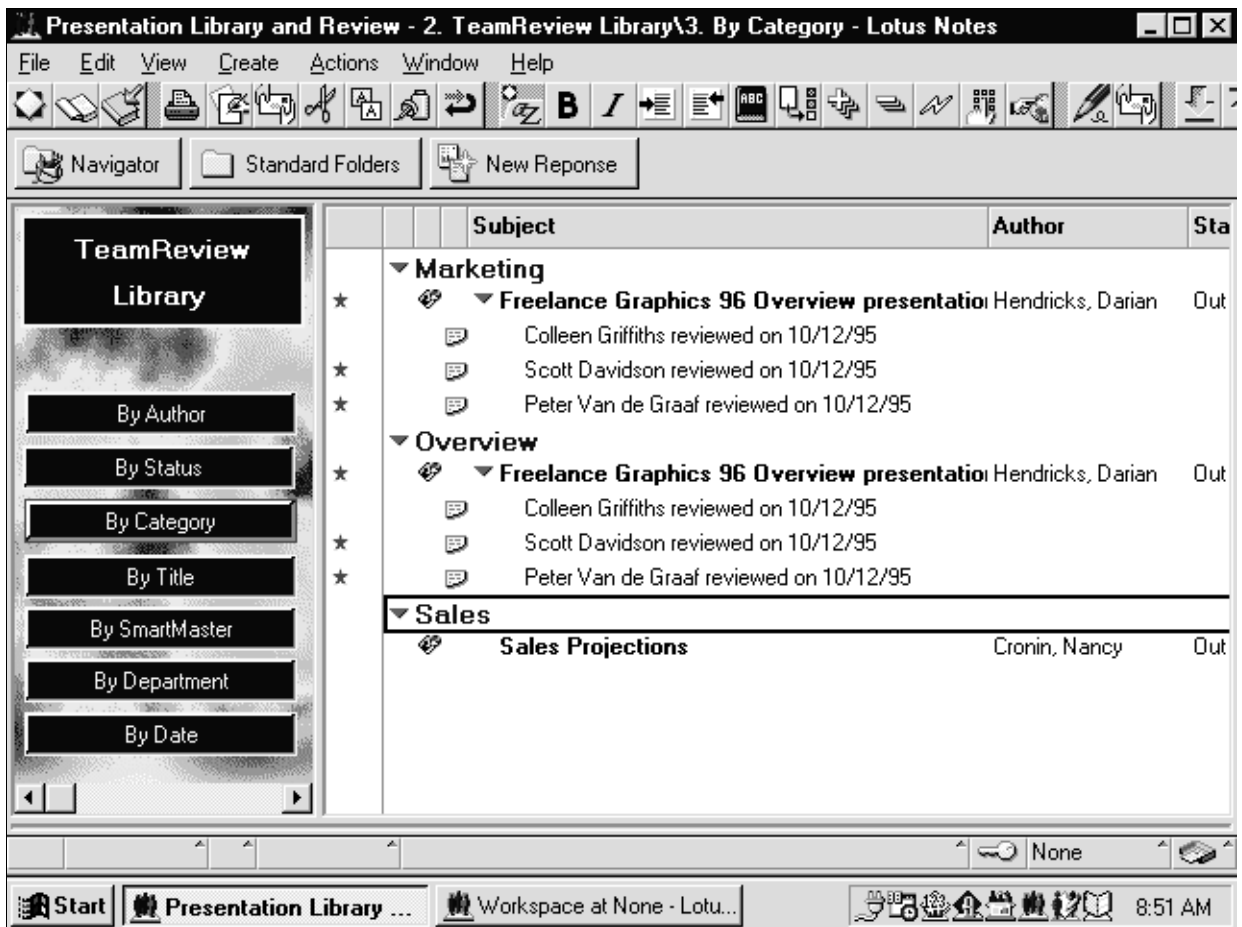 Presentation Library and Review - 2. TeamReview Library\3. By Category - Lotus Notes
File Edit View Create Actions Window Help
Navigator Standard Folders New Reponse
TeamReview
Library
By Author
By Status
By Category
By Title
By SmartMaster
By Department
By Date
Subject Author Sta
Marketing
Freelance Graphics 96 Overview presentatio Hendricks, Darian Out
Colleen Griffiths reviewed on 10/12/95
Scott Davidson reviewed on 10/12/95
Peter Van de Graaf reviewed on 10/12/95
Overview
Freelance Graphics 96 Overview presentatio Hendricks, Darian Out
Colleen Griffiths reviewed on 10/12/95
Scott Davidson reviewed on 10/12/95
Peter Van de Graaf reviewed on 10/12/95
Sales
Sales Projections Cronin, Nancy Out
None
Start Presentation Library ... Workspace at None - Lotu... 8:51 AM